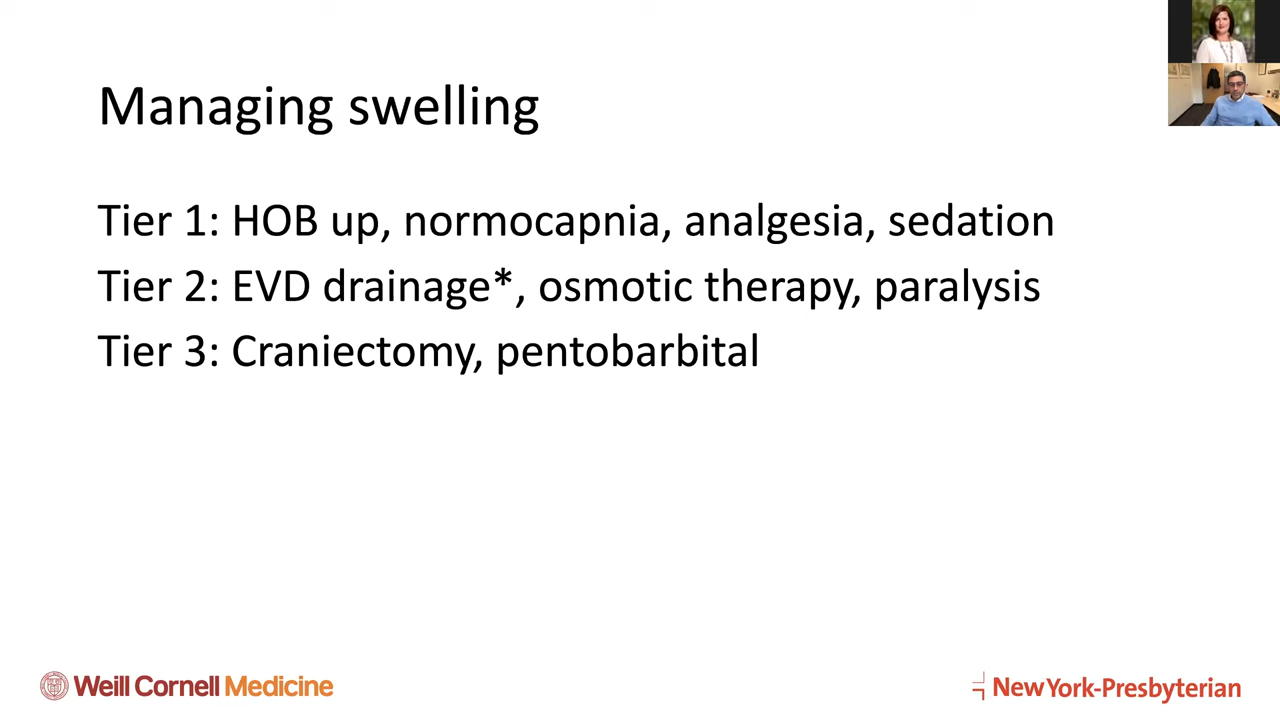 Managing swelling
Tier 1: HOB up, normocapnia, analgesia, sedation
Tier 2: EVD drainage*, osmotic therapy, paralysis
Tier 3: Craniectomy, pentobarbital
Weill Cornell Medicine
NewYork-Presbyterian